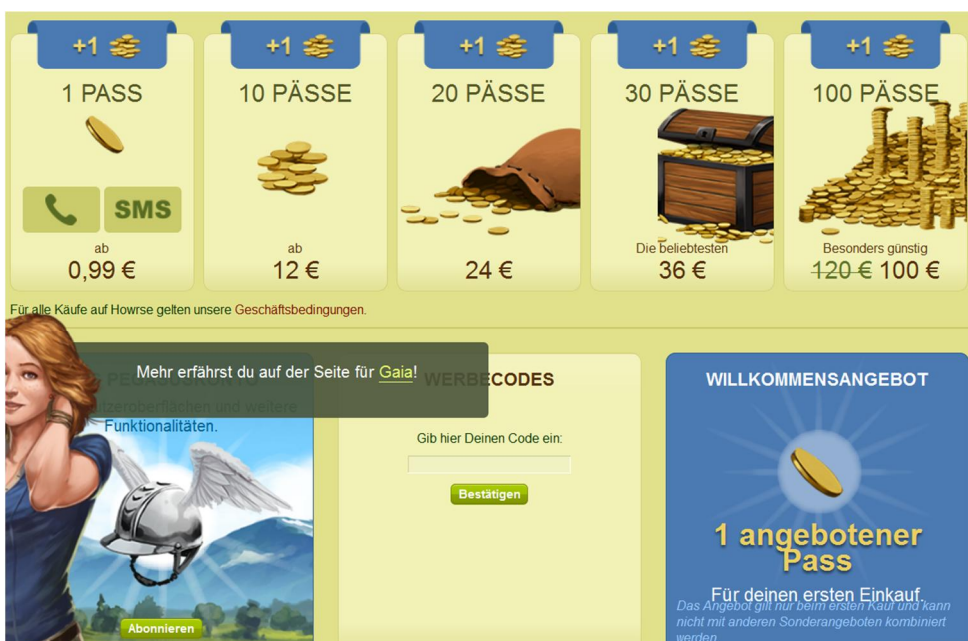 +1
+1
+1
+1
+1
1 PASS
10 PÄSSE
20 PÄSSE
30 PÄSSE
100 PÄSSE
SMS
ab
0,99 €
ab
12 €
24 €
Die beliebtesten
36 €
Besonders günstig
120 € 100 €
Für alle Käufe auf Howrse gelten unsere Geschäftsbedingungen.
Mehr erfährst du auf der Seite für Gaia!
PEGASUSKONTO
und weitere
Funktionalitäten.
Abonnieren
WERBECODES
Gib hier Deinen Code ein:
Bestätigen
WILLKOMMENSANGEBOT
1 angebotener
Pass
Für deinen ersten Einkauf.
Das Angebot gilt nur beim ersten Kauf und kann
nicht mit anderen Sonderangeboten kombiniert
werden